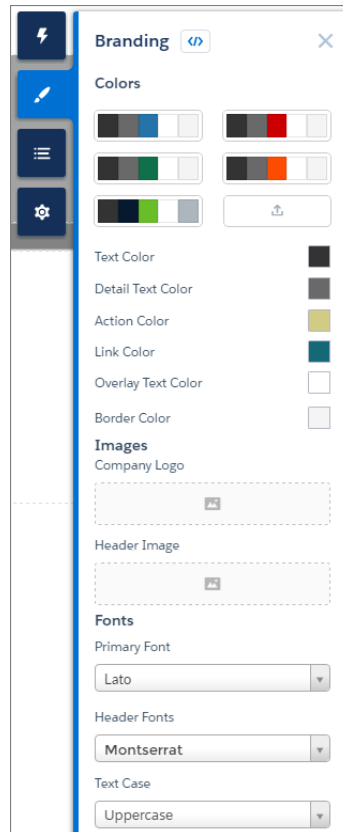 Branding </>
Colors
Text Color
Detail Text Color
Action Color
Link Color
Overlay Text Color
Border Color
Images
Company Logo
Header Image
Fonts
Primary Font
Lato
Header Fonts
Montserrat
Text Case
Uppercase